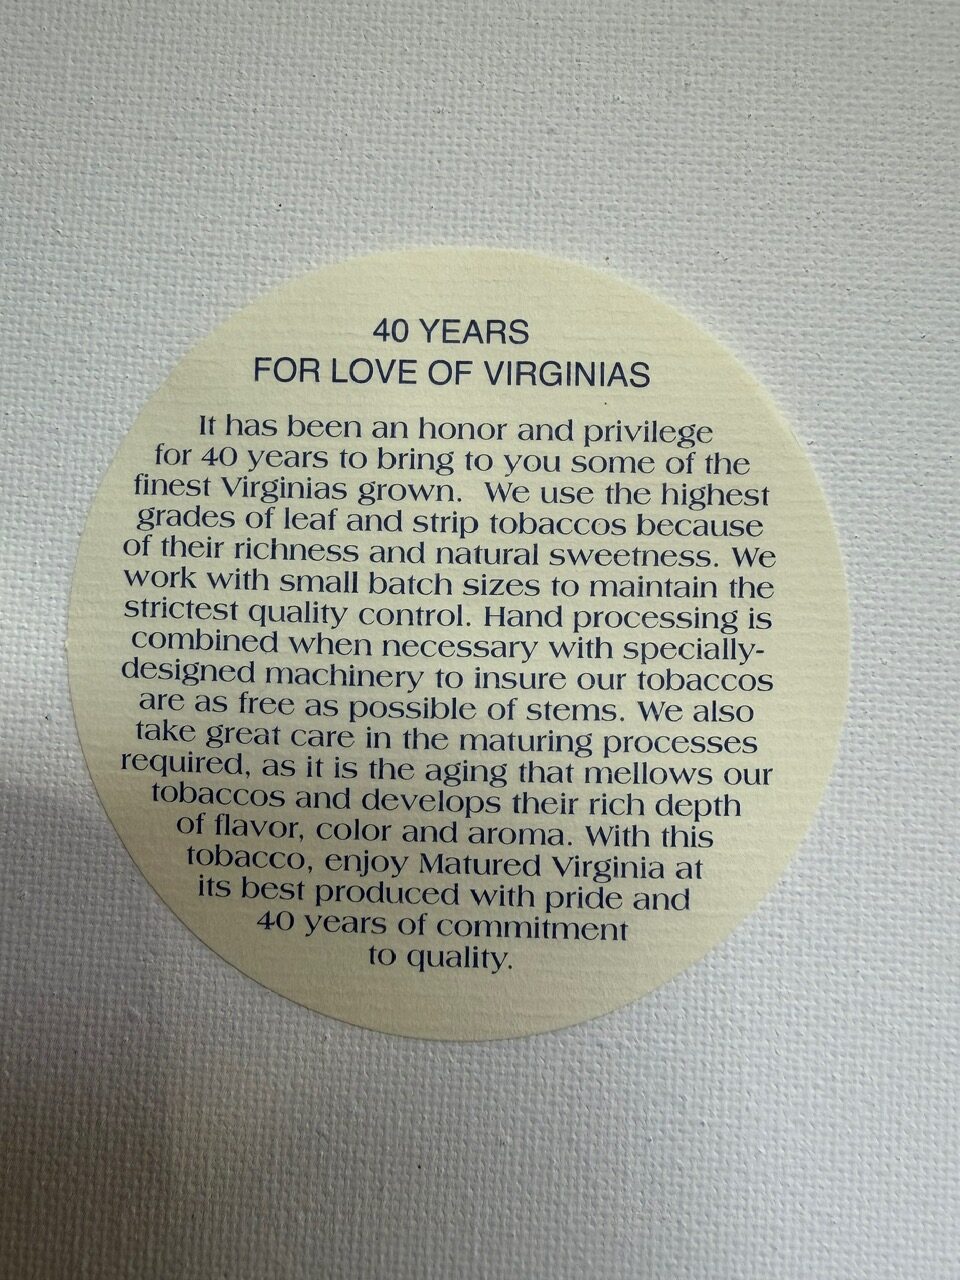 40 YEARS
FOR LOVE OF VIRGINIAS
It has been an honor and privilege
for 40 years to bring to you some of the
finest Virginias grown. We use the highest
grades of leaf and strip tobaccos because
of their richness and natural sweetness. We
work with small batch sizes to maintain the
strictest quality control. Hand processing is
combined when necessary with specially-
designed machinery to insure our tobaccos
are as free as possible of stems. We also
take great care in the maturing processes
required, as it is the aging that mellows our
tobaccos and develops their rich depth
of flavor, color and aroma. With this
tobacco, enjoy Matured Virginia at
its best produced with pride and
40 years of commitment
to quality.